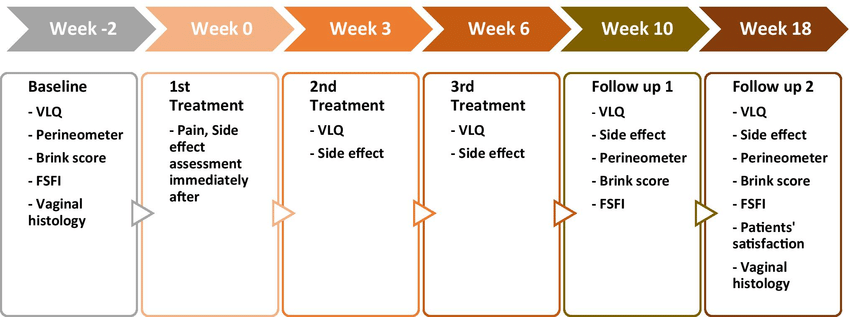 Week -2
Week 0
Week 3
Week 6
Week 10
Week 18
Baseline
- VLQ
- Perineometer
- Brink score
- FSFI
- Vaginal
histology
1st
Treatment
- Pain, Side
effect
assessment
immediately
after
2nd
Treatment
- VLQ
- Side effect
3rd
Treatment
- VLQ
- Side effect
Follow up 1
- VLQ
- Side effect
- Perineometer
- Brink score
- FSFI
Follow up 2
- VLQ
- Side effect
- Perineometer
- Brink score
- FSFI
- Patients'
satisfaction
- Vaginal
histology